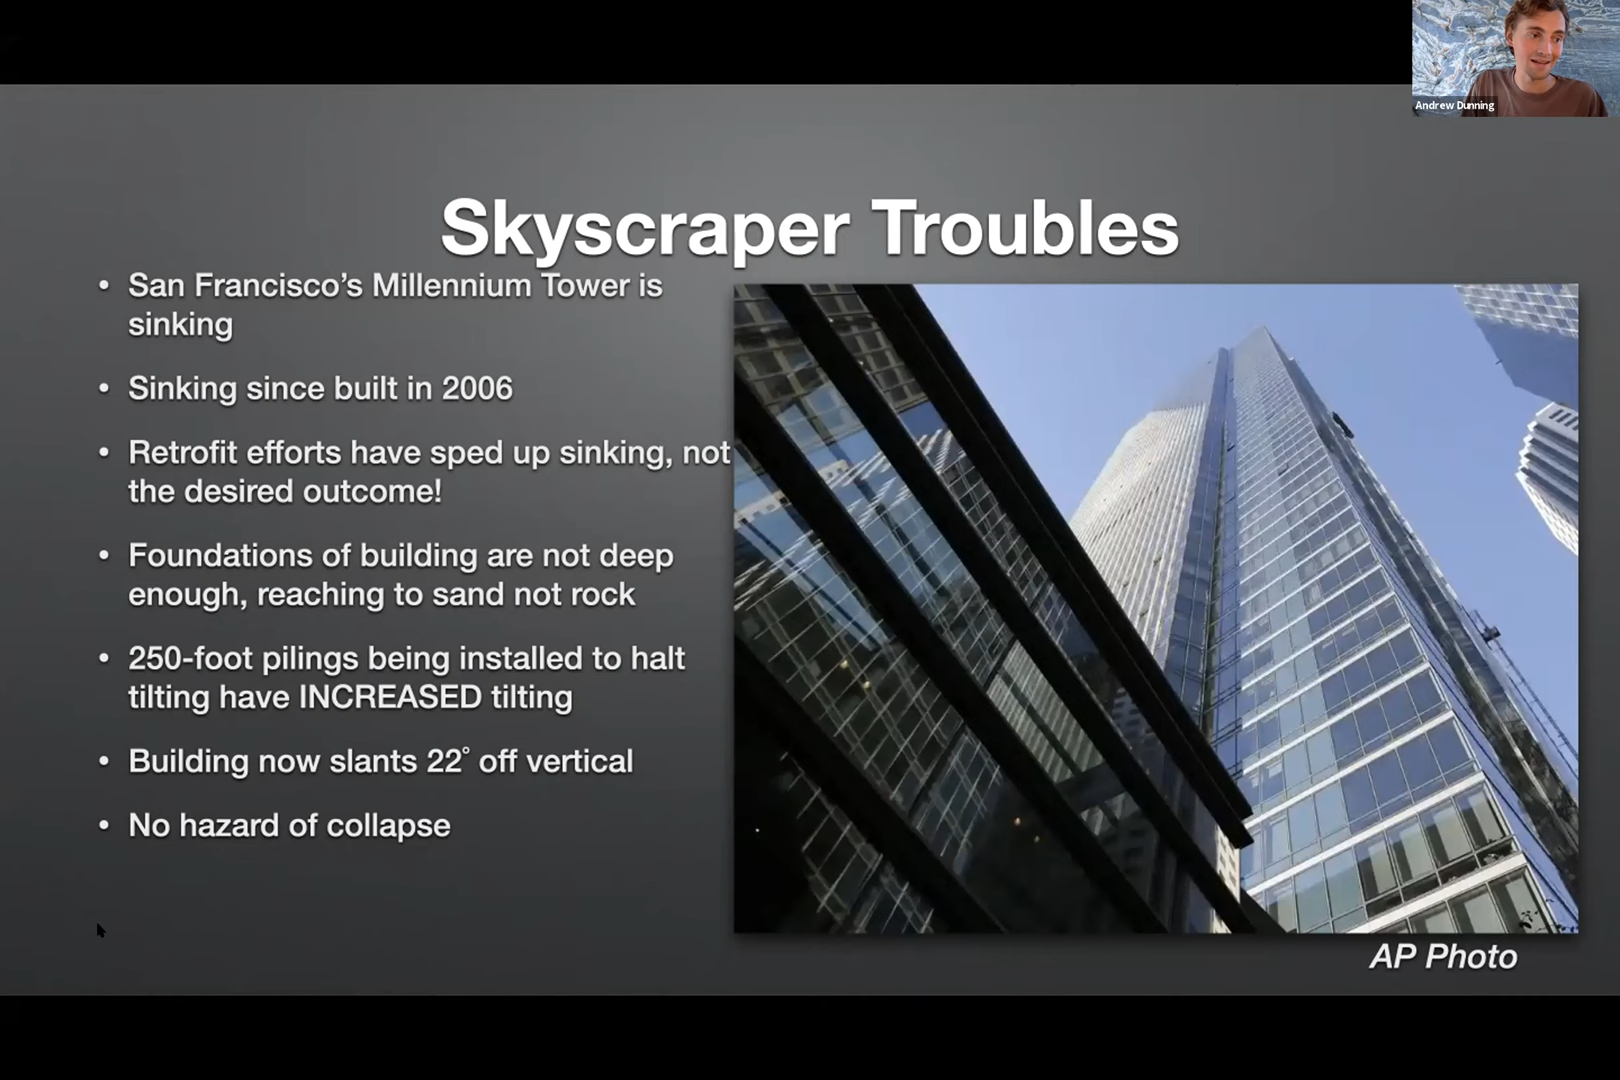 Andrew Dunning
Skyscraper Troubles
• San Francisco’s Millennium Tower is
sinking
• Sinking since built in 2006
• Retrofit efforts have sped up sinking, not
the desired outcome!
• Foundations of building are not deep
enough, reaching to sand not rock
• 250-foot pilings being installed to halt
tilting have INCREASED tilting
• Building now slants 22° off vertical
• No hazard of collapse
AP Photo